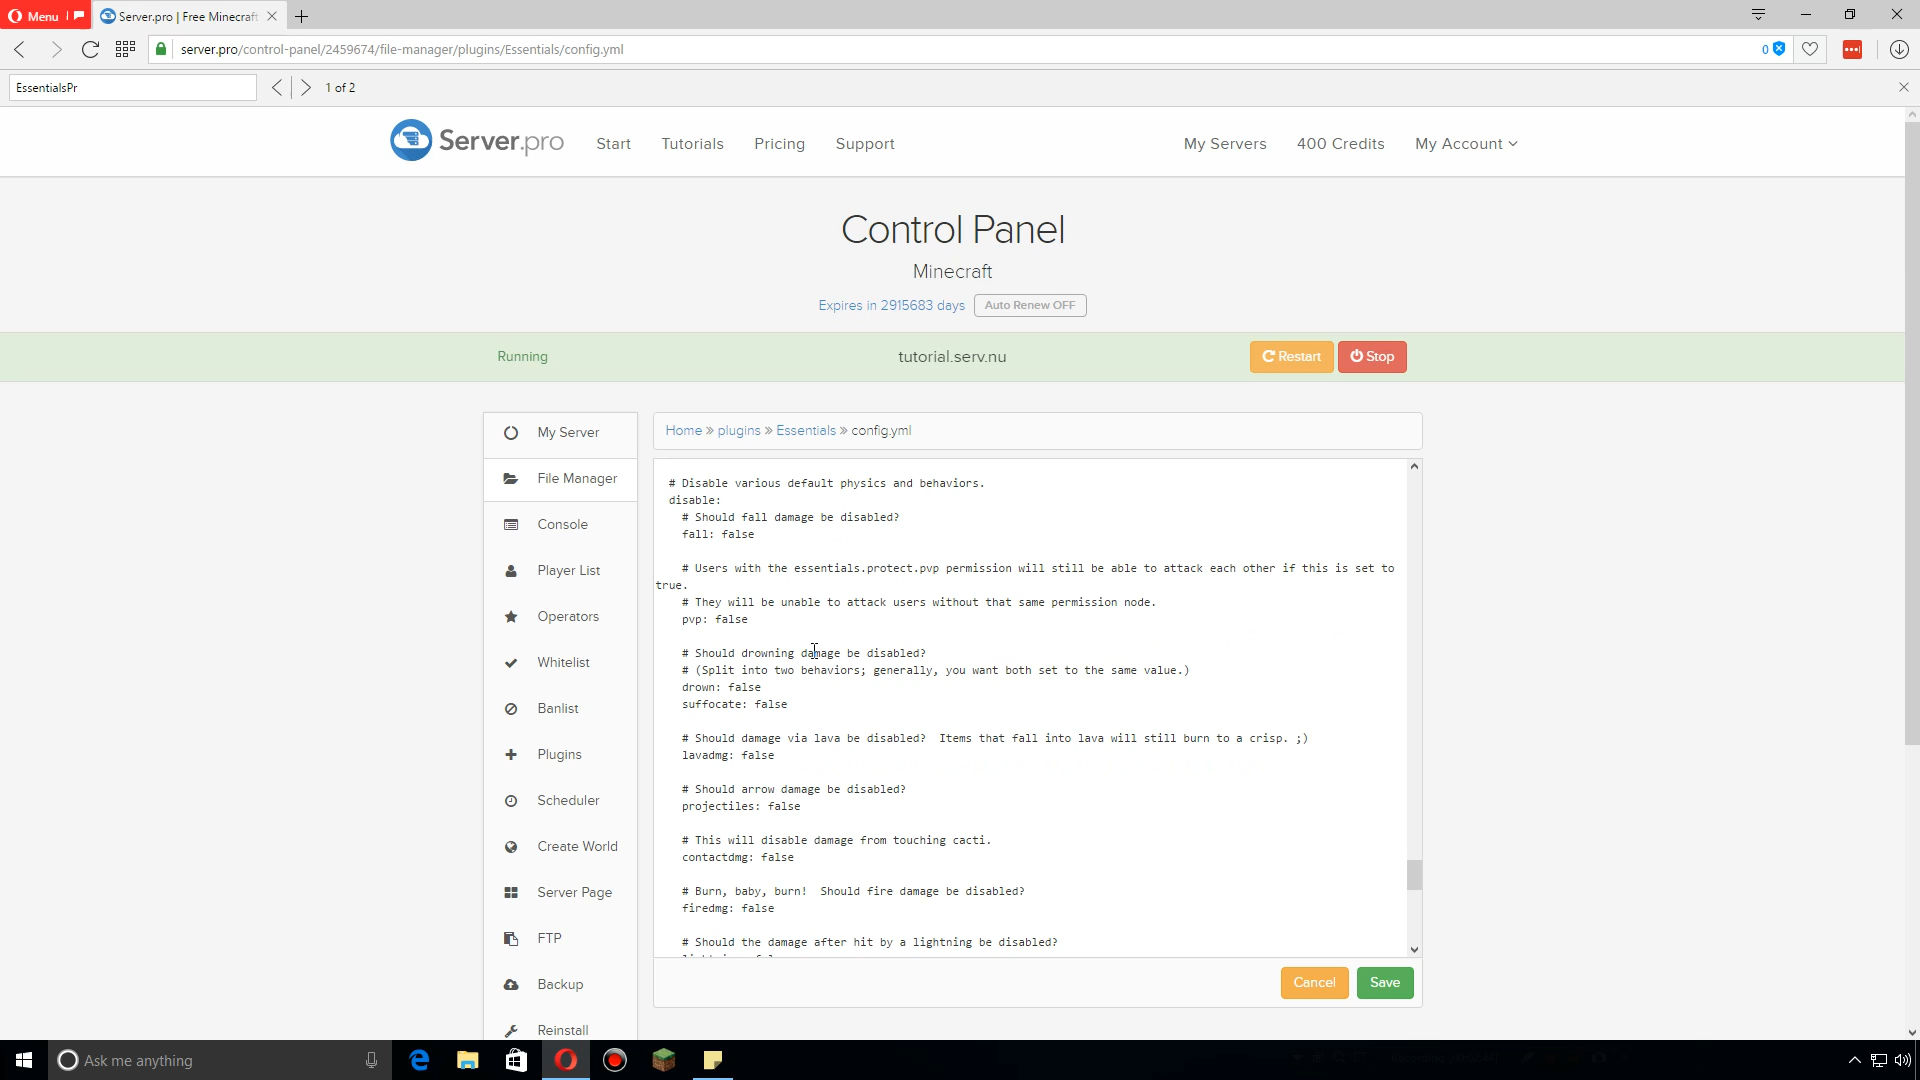 Menu
Server.pro | Free Minecraft
server.pro/control-panel/2459674/file-manager/plugins/Essentials/config.yml
0
EssentialsPr
1 of 2
Server.pro
Start
Tutorials
Pricing
Support
My Servers
400 Credits
My Account
Control Panel
Minecraft
Expires in 2915683 days
Auto Renew OFF
Running
tutorial.serv.nu
Restart
Stop
My Server
File Manager
Console
Player List
Operators
Whitelist
Banlist
Plugins
Scheduler
Create World
Server Page
FTP
Backup
Reinstall
Home » plugins » Essentials » config.yml
# Disable various default physics and behaviors.
disable:
# Should fall damage be disabled?
fall: false
# Users with the essentials.protect.pvp permission will still be able to attack each other if this is set to
true.
# They will be unable to attack users without that same permission node.
pvp: false
# Should drowning damage be disabled?
# (Split into two behaviors; generally, you want both set to the same value.)
drown: false
suffocate: false
# Should damage via lava be disabled?  Items that fall into lava will still burn to a crisp. ;)
lavadmg: false
# Should arrow damage be disabled?
projectiles: false
# This will disable damage from touching cacti.
contactdmg: false
# Burn, baby, burn!  Should fire damage be disabled?
firedmg: false
# Should the damage after hit by a lightning be disabled?
Cancel
Save
Ask me anything